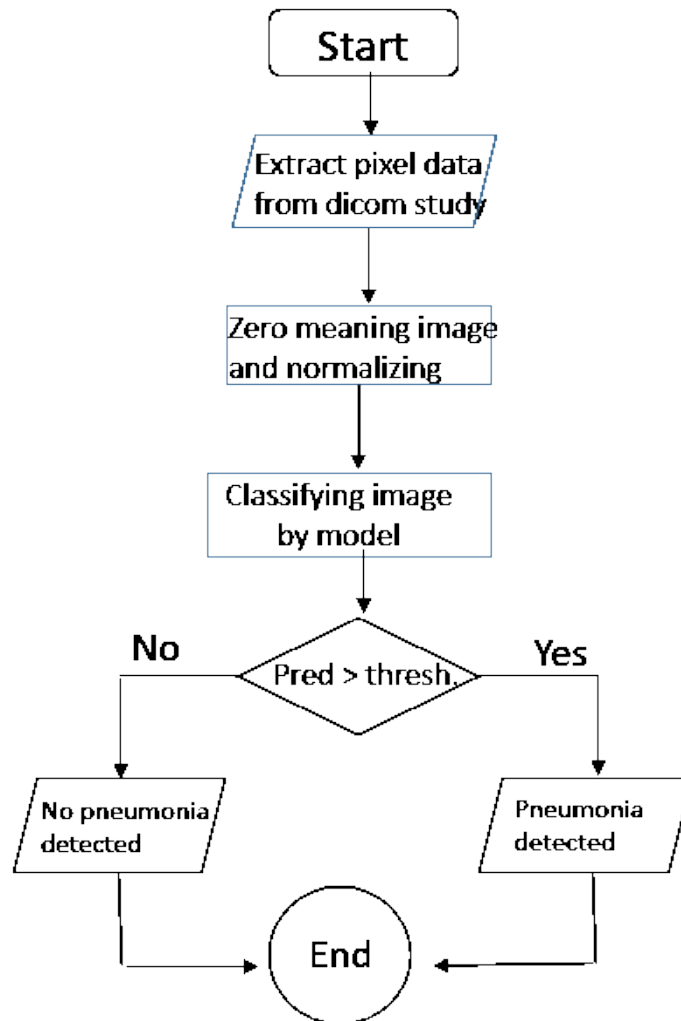 Start
Extract pixel data
from dicom study
Zero meaning image
and normalizing
Classifying image
by model
No
Yes
Pred > thresh.
No pneumonia
detected
Pneumonia
detected
End